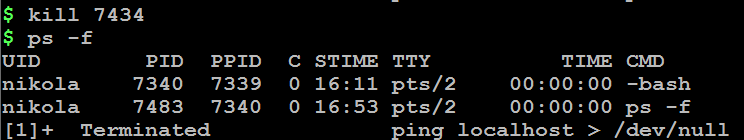 $ kill 7434
$ ps -f
UID        PID  PPID  C STIME TTY          TIME CMD
nikola    7340  7339  0 16:11 pts/2    00:00:00 -bash
nikola    7483  7340  0 16:53 pts/2    00:00:00 ps -f
[1]+  Terminated              ping localhost > /dev/null